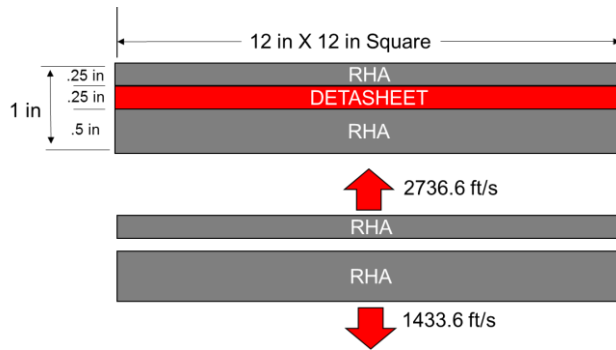 12 in X 12 in Square
.25 in
RHA
1 in
.25 in
DETASHEET
.5 in
RHA
2736.6 ft/s
RHA
RHA
1433.6 ft/s